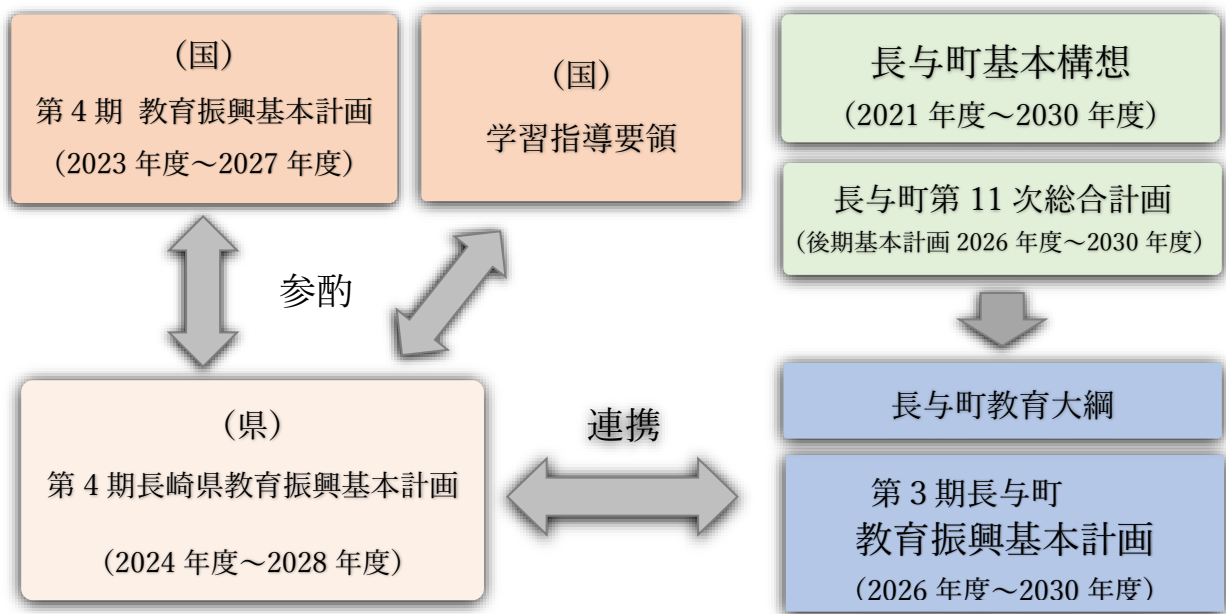 (国)
第4期 教育振興基本計画
(2023 年度～2027 年度)
(国)
学習指導要領
長与町基本構想
(2021 年度～2030 年度)
長与町第 11 次総合計画
(後期基本計画 2026 年度～2030 年度)
参酌
(県)
第4期長崎県教育振興基本計画
(2024 年度～2028 年度)
連携
長与町教育大綱
第3期長与町
教育振興基本計画
(2026 年度～2030 年度)